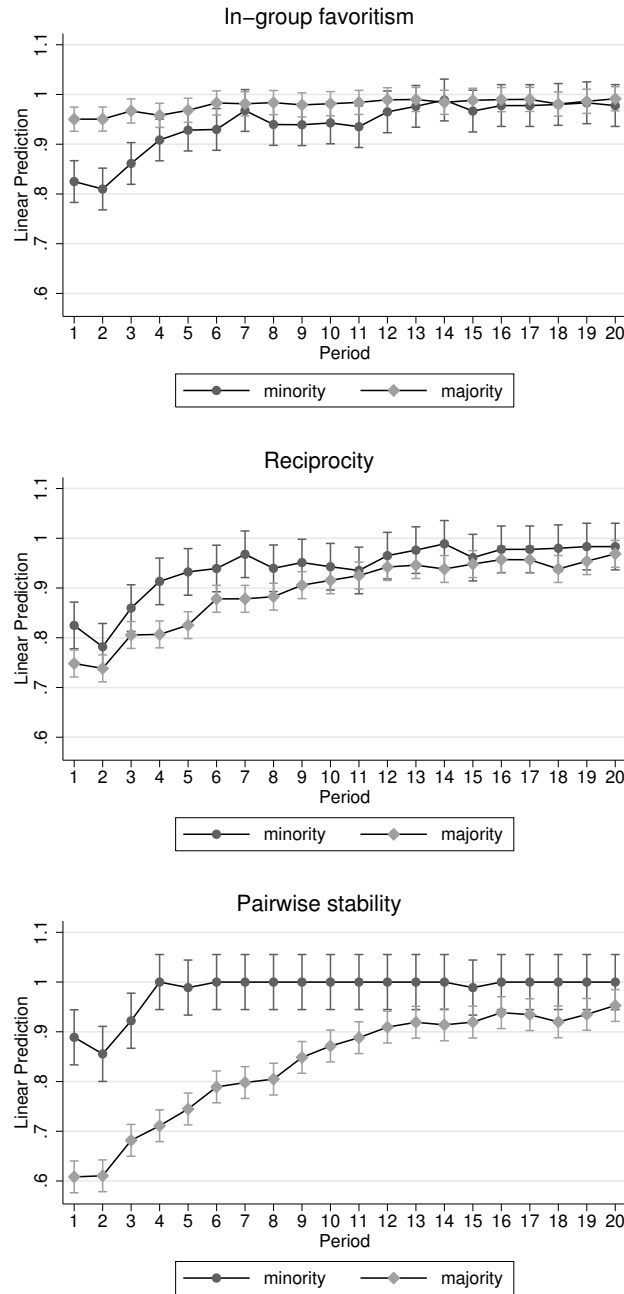 In-group favoritism
1.1
1
.9
.8
.7
.6
Linear Prediction
1 2 3 4 5 6 7 8 9 10 11 12 13 14 15 16 17 18 19 20
Period
minority majority
Reciprocity
1.1
1
.9
.8
.7
.6
Linear Prediction
1 2 3 4 5 6 7 8 9 10 11 12 13 14 15 16 17 18 19 20
Period
minority majority
Pairwise stability
1.1
1
.9
.8
.7
.6
Linear Prediction
1 2 3 4 5 6 7 8 9 10 11 12 13 14 15 16 17 18 19 20
Period
minority majority